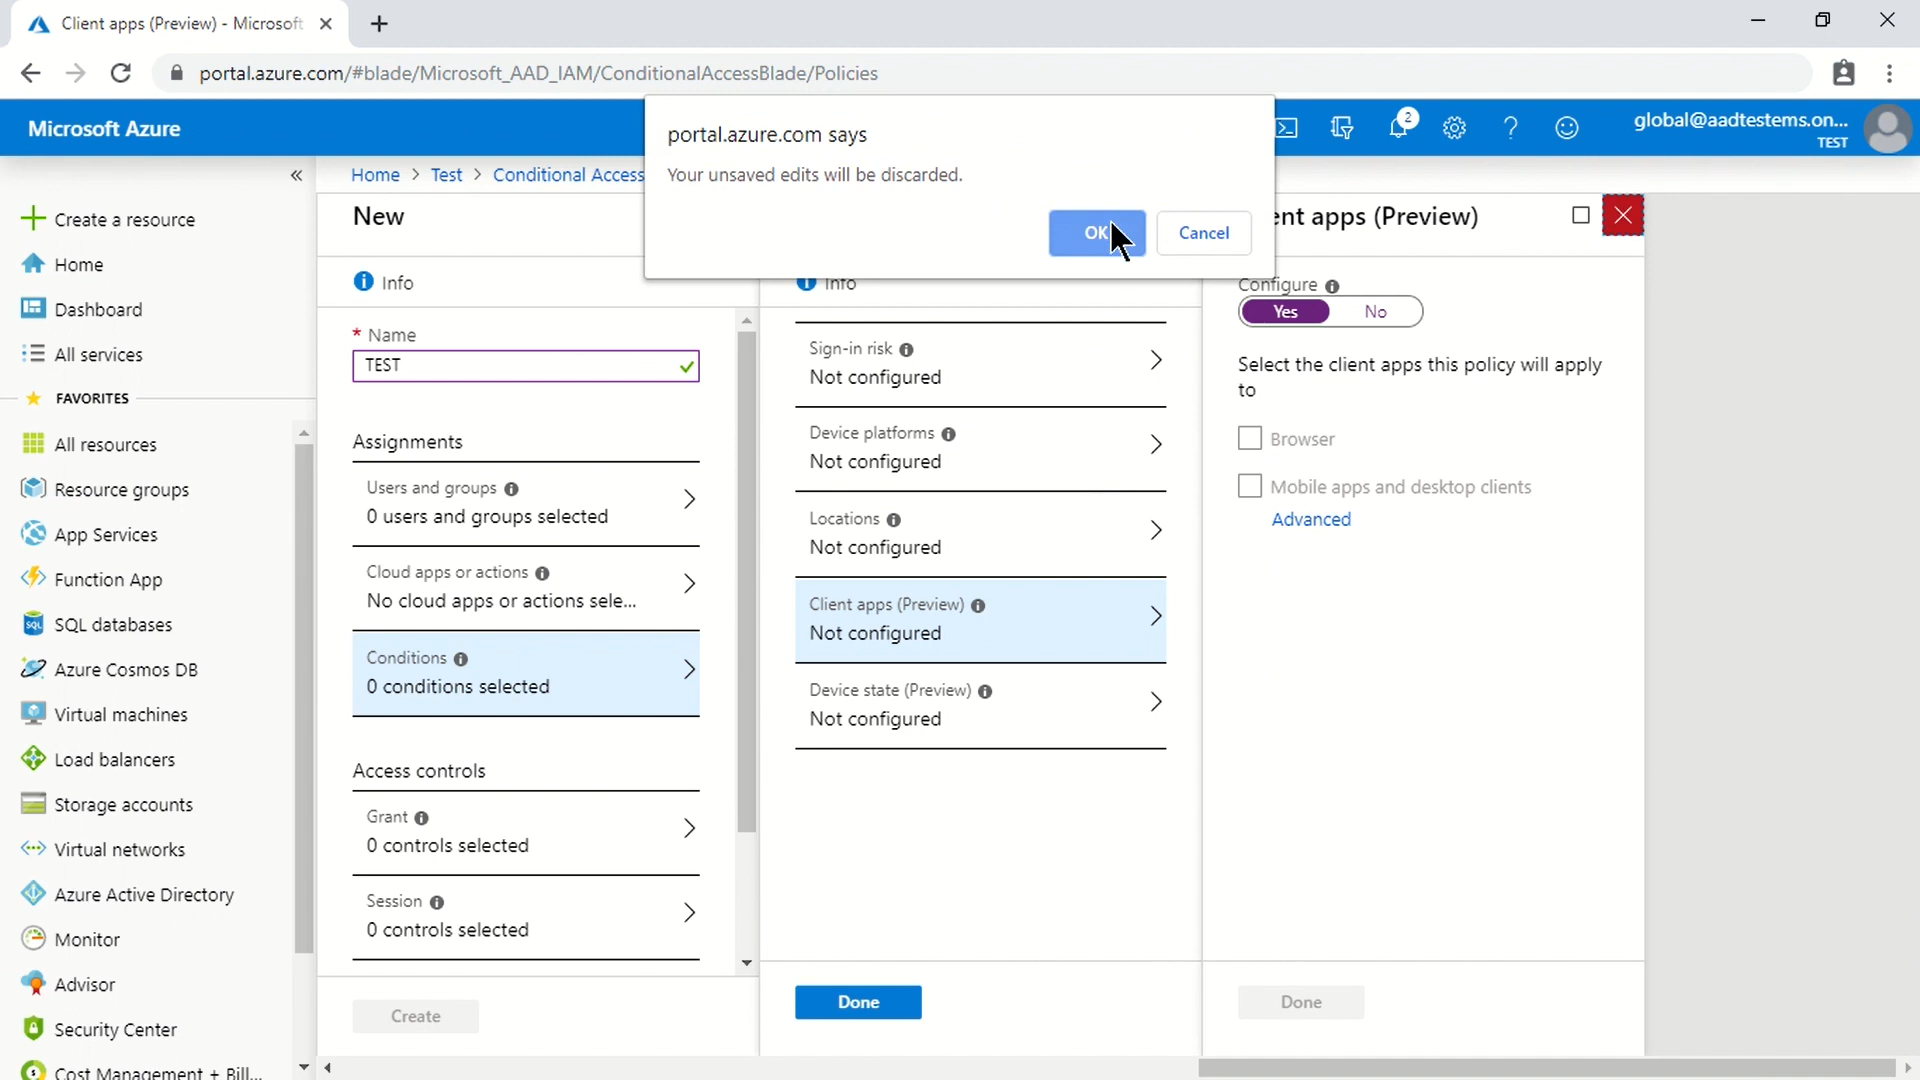 Client apps (Preview) - Microsoft
portal.azure.com/#blade/Microsoft_AAD_IAM/ConditionalAccessBlade/Policies
Microsoft Azure
2
global@aadtestems.on...
TEST
portal.azure.com says
Your unsaved edits will be discarded.
OK
Cancel
Create a resource
Home
Dashboard
All services
FAVORITES
All resources
Resource groups
App Services
Function App
SQL databases
Azure Cosmos DB
Virtual machines
Load balancers
Storage accounts
Virtual networks
Azure Active Directory
Monitor
Advisor
Security Center
Cost Management + Bill...
Home > Test > Conditional Access
New
Info
* Name
TEST
Assignments
Users and groups
0 users and groups selected
Cloud apps or actions
No cloud apps or actions sele...
Conditions
0 conditions selected
Access controls
Grant
0 controls selected
Session
0 controls selected
Create
Info
Sign-in risk
Not configured
Device platforms
Not configured
Locations
Not configured
Client apps (Preview)
Not configured
Device state (Preview)
Not configured
Done
ent apps (Preview)
Configure
Yes No
Select the client apps this policy will apply
to
Browser
Mobile apps and desktop clients
Advanced
Done